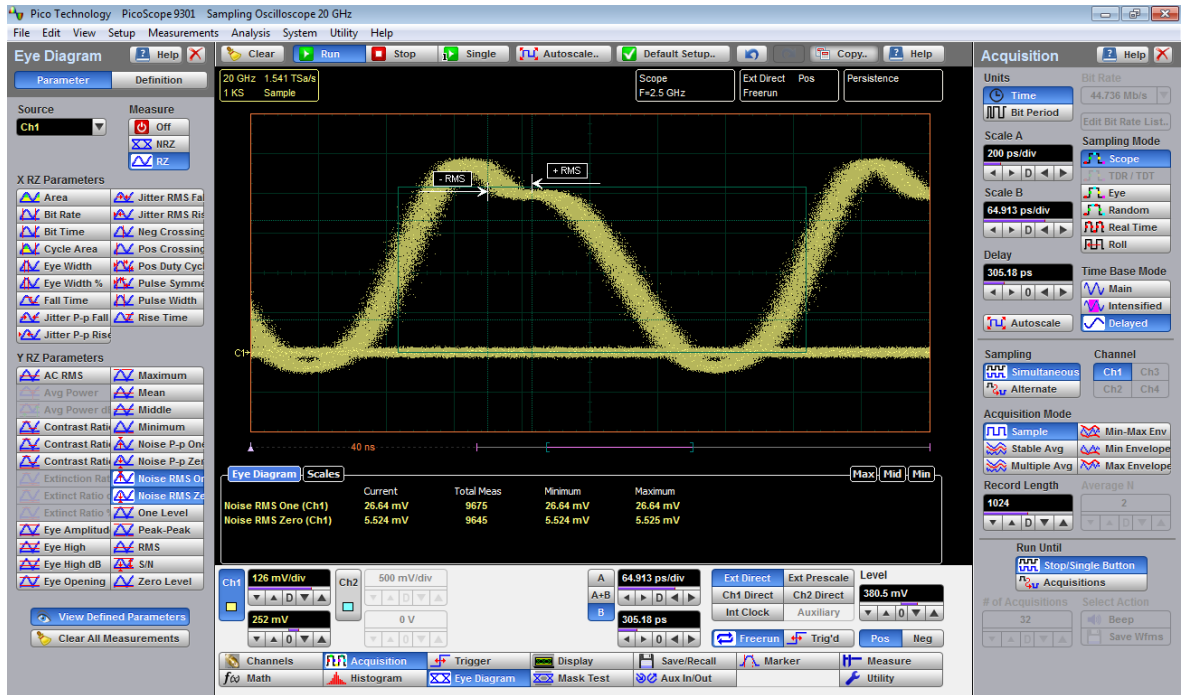 Pico Technology PicoScope 9301 Sampling Oscilloscope 20 GHz
File Edit View Setup Measurements Analysis System Utility Help
Eye Diagram Help
Parameter Definition
Source Measure
Ch1 Off
NRZ
RZ
X RZ Parameters
Area Jitter RMS Fal
Bit Rate Jitter RMS Ris
Bit Time Neg Crossing
Cycle Area Pos Crossing
Eye Width Pos Duty Cycl
Eye Width % Pulse Symme
Fall Time Pulse Width
Jitter P-p Fall Rise Time
Jitter P-p Rise
Y RZ Parameters
AC RMS Maximum
Avg Power Mean
Avg Power dB Middle
Contrast Rati Minimum
Contrast Rati Noise P-p One
Contrast Rati Noise P-p Zer
Extinction Rat Noise RMS On
Extinct Ratio Noise RMS Ze
Extinct Ratio % One Level
Eye Amplitud Peak-Peak
Eye High RMS
Eye High dB S/N
Eye Opening Zero Level
View Defined Parameters
Clear All Measurements
Clear Run Stop Single Autoscale.. Default Setup.. Copy.. Help
20 GHz 1.541 TSa/s
1 KS Sample
Scope
F=2.5 GHz
Ext Direct Pos
Freerun
Persistence
- RMS
+ RMS
C1
40 ns
Eye Diagram Scales Max Mid Min
Current Total Meas Minimum Maximum
Noise RMS One (Ch1) 26.64 mV 9675 26.64 mV 26.64 mV
Noise RMS Zero (Ch1) 5.524 mV 9645 5.524 mV 5.525 mV
Ch1 126 mV/div Ch2 500 mV/div
D D
252 mV 0 V
0 0
A 64.913 ps/div
A+B D
B 305.18 ps
0
Ext Direct Ext Prescale Level
Ch1 Direct Ch2 Direct 380.5 mV
Int Clock Auxiliary 0
Freerun Trig'd Pos Neg
Channels Acquisition Trigger Display Save/Recall Marker Measure
f(x) Math Histogram Eye Diagram Mask Test Aux In/Out Utility
Acquisition Help
Units Bit Rate
Time 44.736 Mb/s
Bit Period Edit Bit Rate List..
Scale A Sampling Mode
200 ps/div Scope
D TDR / TDT
Scale B Eye
64.913 ps/div Random
D Real Time
Roll
Delay
305.18 ps Time Base Mode
0 Main
Intensified
Autoscale Delayed
Sampling Channel
Simultaneous Ch1 Ch3
Alternate Ch2 Ch4
Acquisition Mode
Sample Min-Max Env
Stable Avg Min Envelope
Multiple Avg Max Envelope
Record Length Average N
1024 2
D D
Run Until
Stop/Single Button
Acquisitions
# of Acquisitions Select Action
32 Beep
D Save Wfms